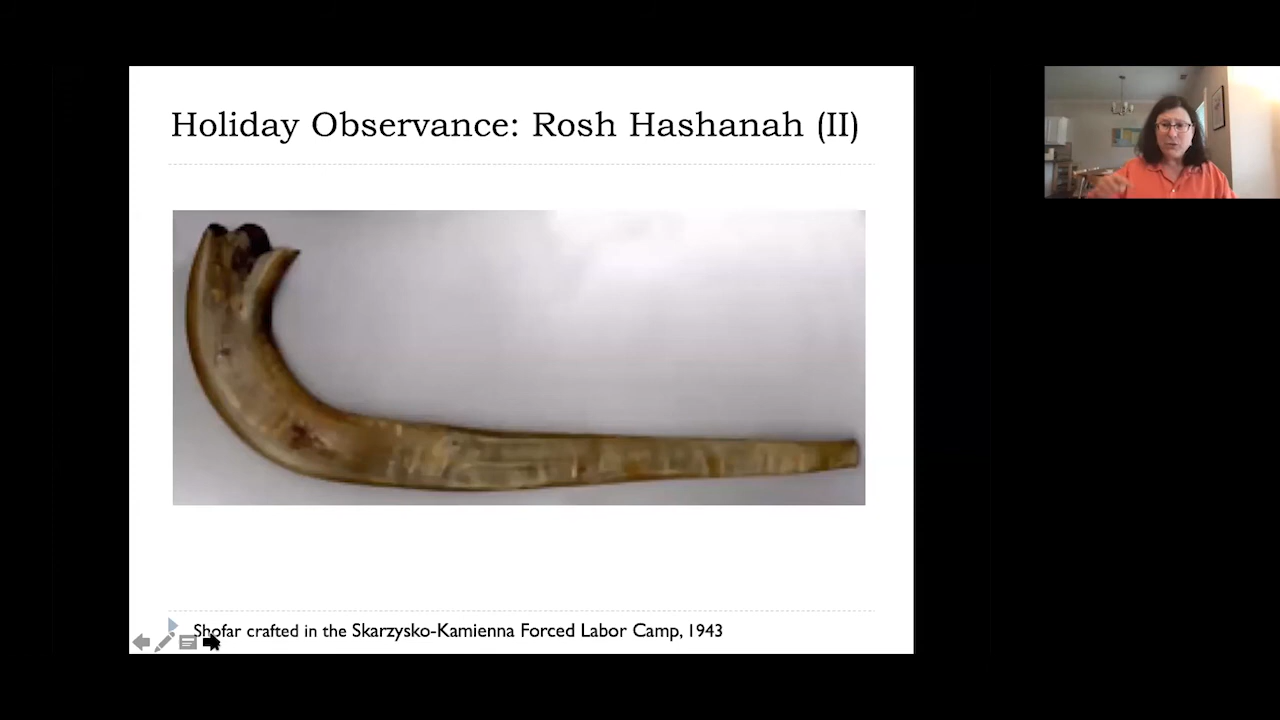 Holiday Observance: Rosh Hashanah (II)
Shofar crafted in the Skarzysko-Kamienna Forced Labor Camp, 1943